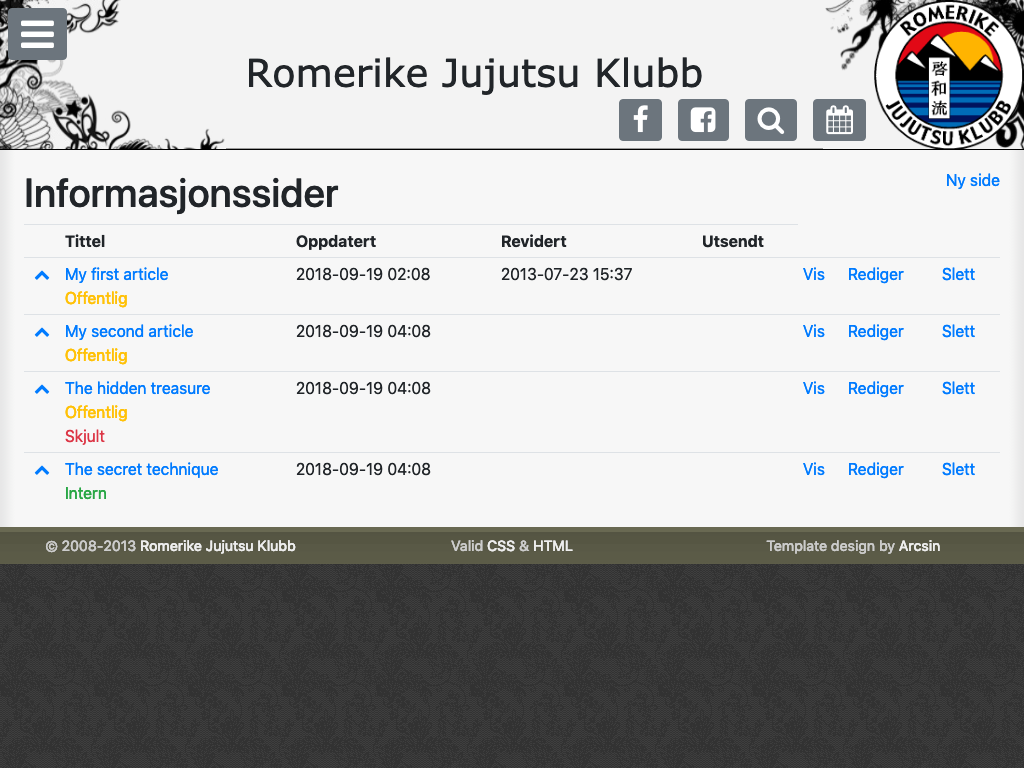 Romerike Jujutsu Klubb
ROMERIKE
啓和流
JUJUTSU KLUBB
Informasjonssider
Ny side
Tittel Oppdatert Revidert Utsendt
My first article 2018-09-19 02:08 2013-07-23 15:37 Vis Rediger Slett
Offentlig
My second article 2018-09-19 04:08 Vis Rediger Slett
Offentlig
The hidden treasure 2018-09-19 04:08 Vis Rediger Slett
Offentlig
Skjult
The secret technique 2018-09-19 04:08 Vis Rediger Slett
Intern
© 2008-2013 Romerike Jujutsu Klubb Valid CSS & HTML Template design by Arcsin